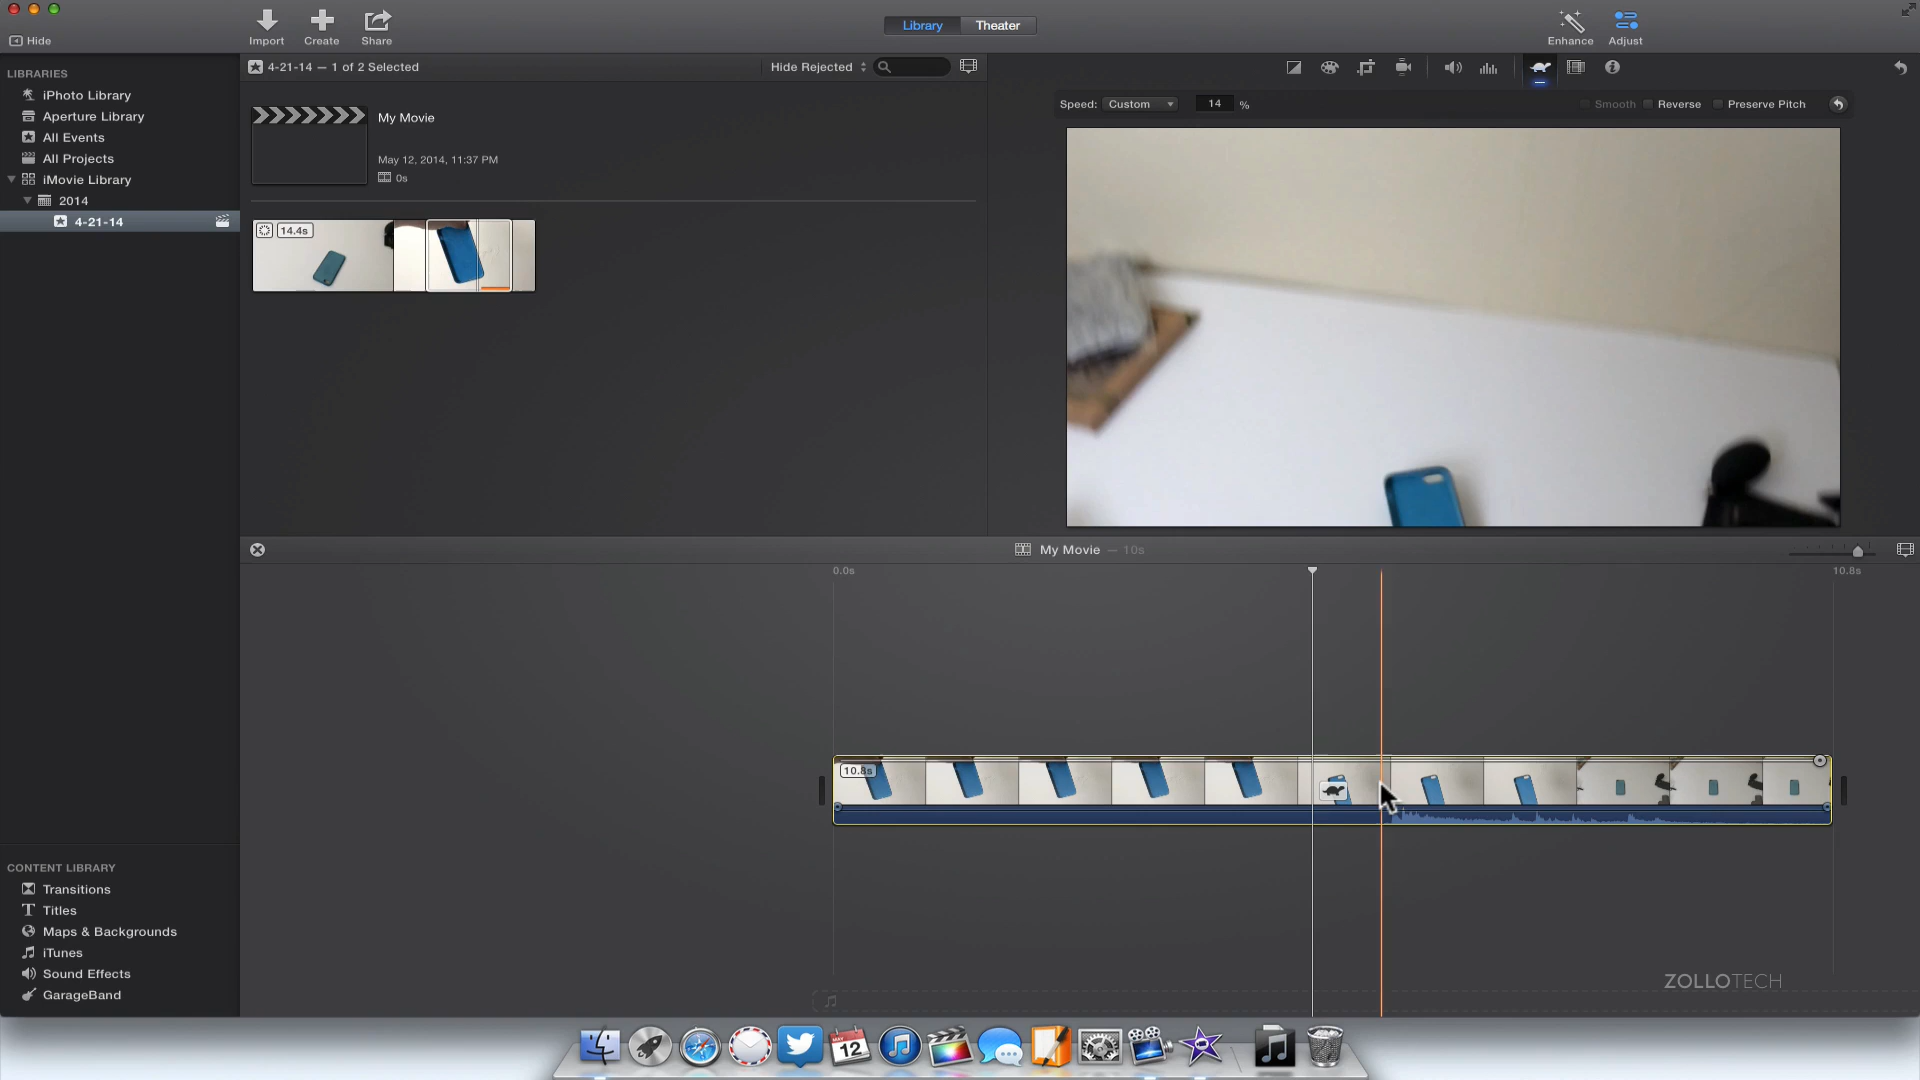 Hide
Import
Create
Share
Library
Theater
Enhance
Adjust
LIBRARIES
iPhoto Library
Aperture Library
All Events
All Projects
iMovie Library
2014
4-21-14
4-21-14 — 1 of 2 Selected
Hide Rejected
My Movie
May 12, 2014, 11:37 PM
0s
14.4s
Speed: Custom 14 %
Smooth
Reverse
Preserve Pitch
My Movie — 10s
0.0s
10.8s
10.8s
CONTENT LIBRARY
Transitions
Titles
Maps & Backgrounds
iTunes
Sound Effects
GarageBand
ZOLLOTECH
MAY
12